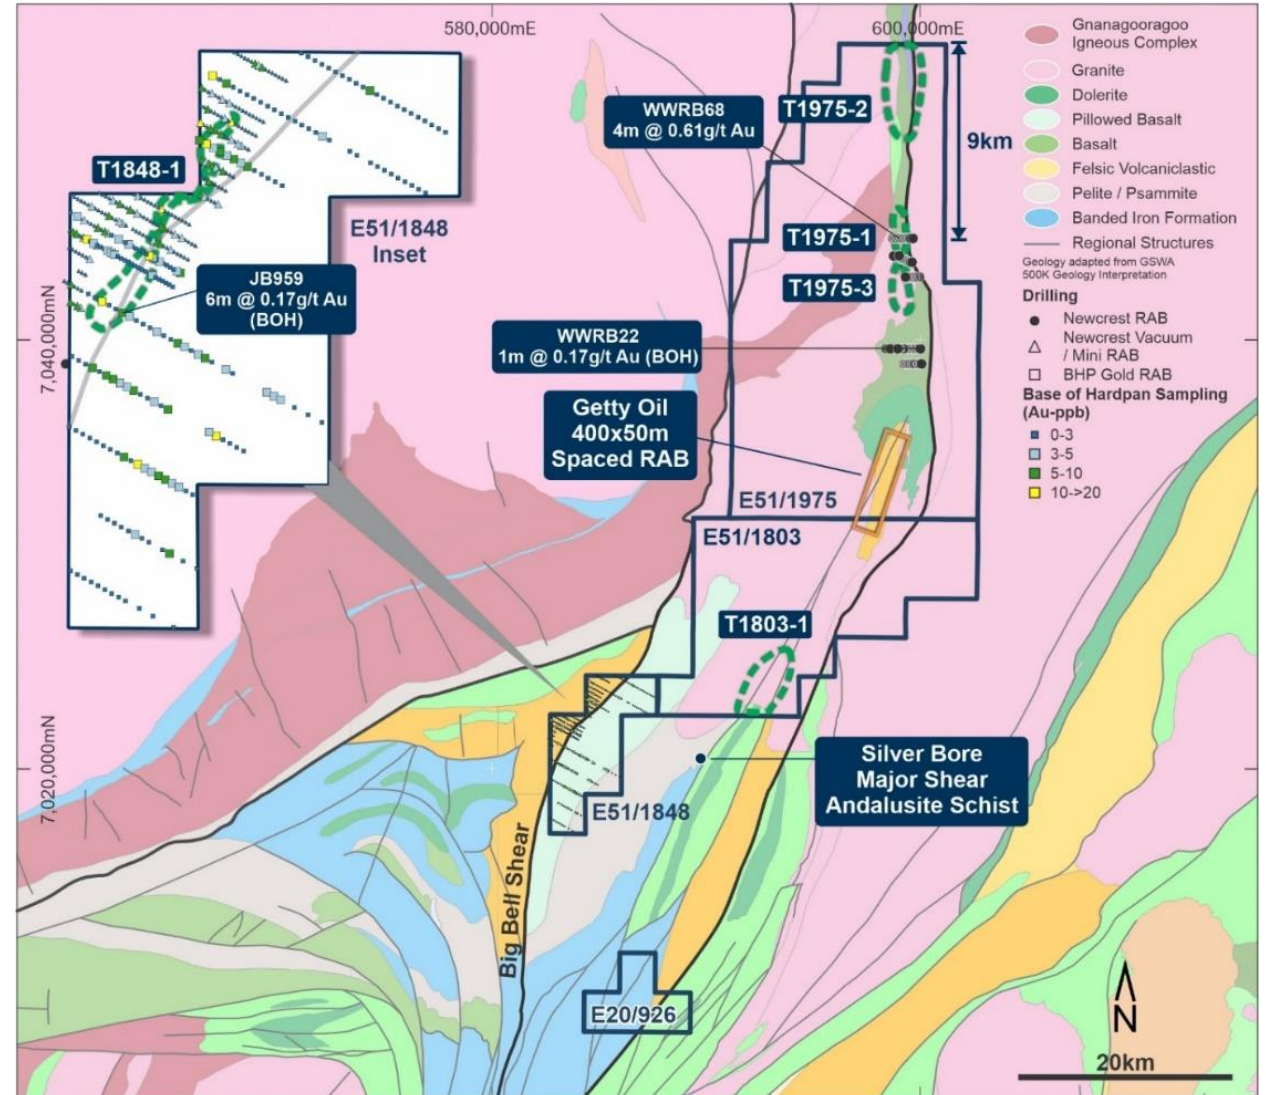 580,000mE
600,000mE
7,040,000mN
7,020,000mN
T1848-1
E51/1848
Inset
JB959
6m @ 0.17g/t Au
(BOH)
WWRB68
4m @ 0.61g/t Au
T1975-2
9km
T1975-1
T1975-3
WWRB22
1m @ 0.17g/t Au (BOH)
Getty Oil
400x50m
Spaced RAB
E51/1975
E51/1803
T1803-1
Silver Bore
Major Shear
Andalusite Schist
E51/1848
Big Bell Shear
E20/926
Gnanagooragoo
Igneous Complex
Granite
Dolerite
Pillowed Basalt
Basalt
Felsic Volcaniclastic
Pelite / Psammite
Banded Iron Formation
Regional Structures
Geology adapted from GSWA
500K Geology Interpretation
Drilling
Newcrest RAB
Newcrest Vacuum
/ Mini RAB
BHP Gold RAB
Base of Hardpan Sampling
(Au-ppb)
0-3
3-5
5-10
10->20
N
20km